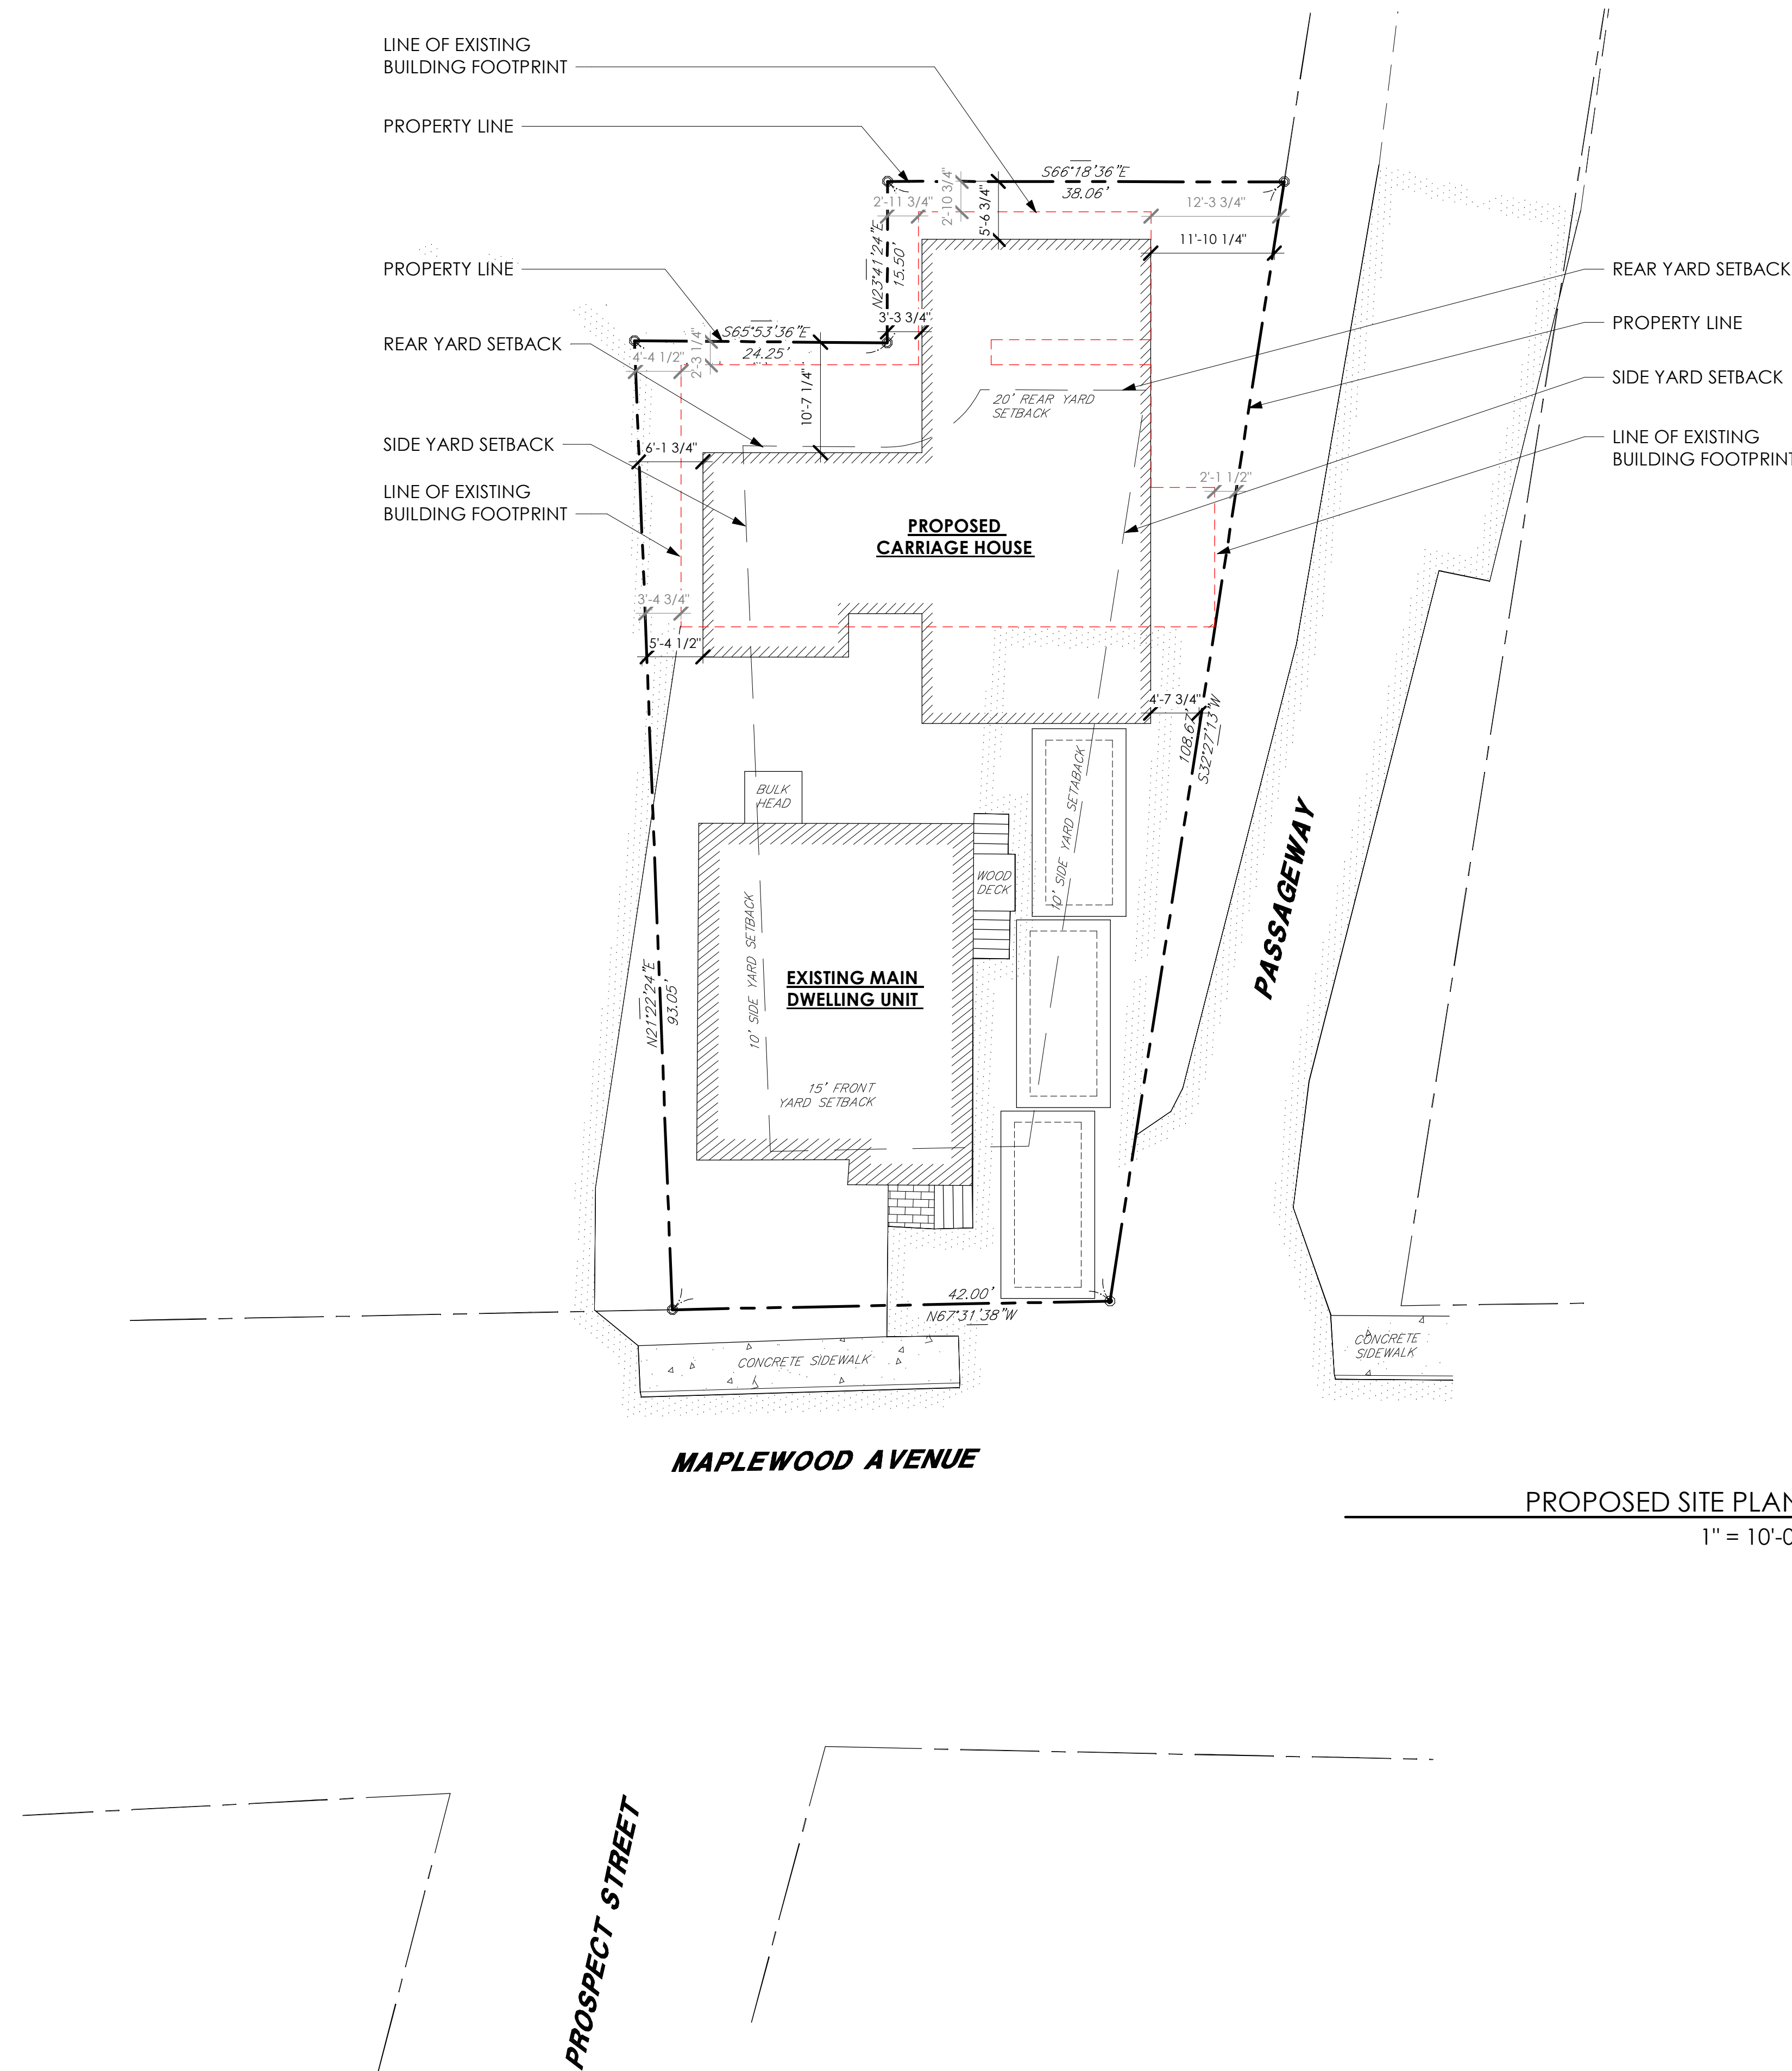 LINE OF EXISTING
BUILDING FOOTPRINT
PROPERTY LINE
S66°18'36"E
38.06'
2'-10 3/4"
5'-6 3/4"
2'-11 3/4"
12'-3 3/4"
11'-10 1/4"
N23°41'24"E
15.50'
PROPERTY LINE
REAR YARD SETBACK
3'-3 3/4"
S65°53'36"E
24.25'
PROPERTY LINE
REAR YARD SETBACK
4'-4 1/2"
2'-3 1/4"
10'-7 1/4"
20' REAR YARD
SETBACK
SIDE YARD SETBACK
SIDE YARD SETBACK
6'-1 3/4"
LINE OF EXISTING
BUILDING FOOTPRINT
2'-1 1/2"
LINE OF EXISTING
BUILDING FOOTPRINT
PROPOSED
CARRIAGE HOUSE
3'-4 3/4"
5'-4 1/2"
4'-7 3/4"
108.67'
S32°27'13"W
BULK
HEAD
10' SIDE YARD SETABACK
WOOD
DECK
PASSAGEWAY
10' SIDE YARD SETBACK
EXISTING MAIN
DWELLING UNIT
N21°22'24"E
93.05'
15' FRONT
YARD SETBACK
42.00'
N67°31'38"W
CONCRETE SIDEWALK
CONCRETE
SIDEWALK
MAPLEWOOD AVENUE
PROPOSED SITE PLAN
1" = 10'-0
PROSPECT STREET